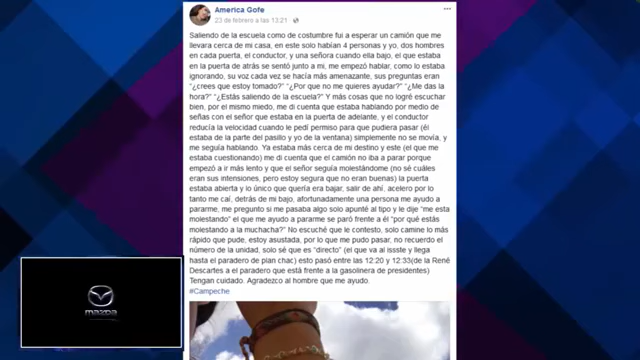 America Gofe
23 de febrero a las 13:21 ·
Saliendo de la escuela como de costumbre fui a esperar un camión que me
llevara cerca de mi casa, en este solo habían 4 personas y yo, dos hombres
en cada puerta, el conductor, y una señora cuando ella bajo, el que estaba
en la puerta de atrás se sentó junto a mi, me empezó hablar, como lo estaba
ignorando, su voz cada vez se hacía más amenazante, sus preguntas eran
"¿crees que estoy tomado?" "¿Por que no me quieres ayudar?" "¿Me das la
hora?" "¿Estás saliendo de la escuela?" Y más cosas que no logré escuchar
bien, por el mismo miedo, me di cuenta que estaba hablando por medio de
señas con el señor que estaba en la puerta de adelante, y el conductor
reducía la velocidad cuando le pedí permiso para que pudiera pasar (él
estaba de la parte del pasillo y yo de la ventana) simplemente no se movía, y
me seguía hablando. Ya estaba más cerca de mi destino y este (el que me
estaba cuestionando) me di cuenta que el camión no iba a parar porque
empezó a ir más lento y que el señor seguía molestándome (no sé cuáles
eran sus intensiones, pero estoy segura que no eran buenas) la puerta
estaba abierta y lo único que quería era bajar, salir de ahí, acelero por lo
tanto me caí, detrás de mi bajo, afortunadamente una persona me ayudo a
pararme, me pregunto si me pasaba algo solo apunté al tipo y le dije "me esta
molestando" el que me ayudo a pararme se paró frente a él "por qué estás
molestando a la muchacha?" No escuché que le contesto, solo camine lo más
rápido que pude, estoy asustada, por lo que me pudo pasar, no recuerdo el
número de la unidad, solo sé que es "directo" (el que va al issste y llega
hasta el paradero de plan chac) esto pasó entre las 12:20 y 12:33(de la René
Descartes a el paradero que está frente a la gasolinera de presidentes)
Tengan cuidado. Agradezco al hombre que me ayudo.
#Campeche
mazda